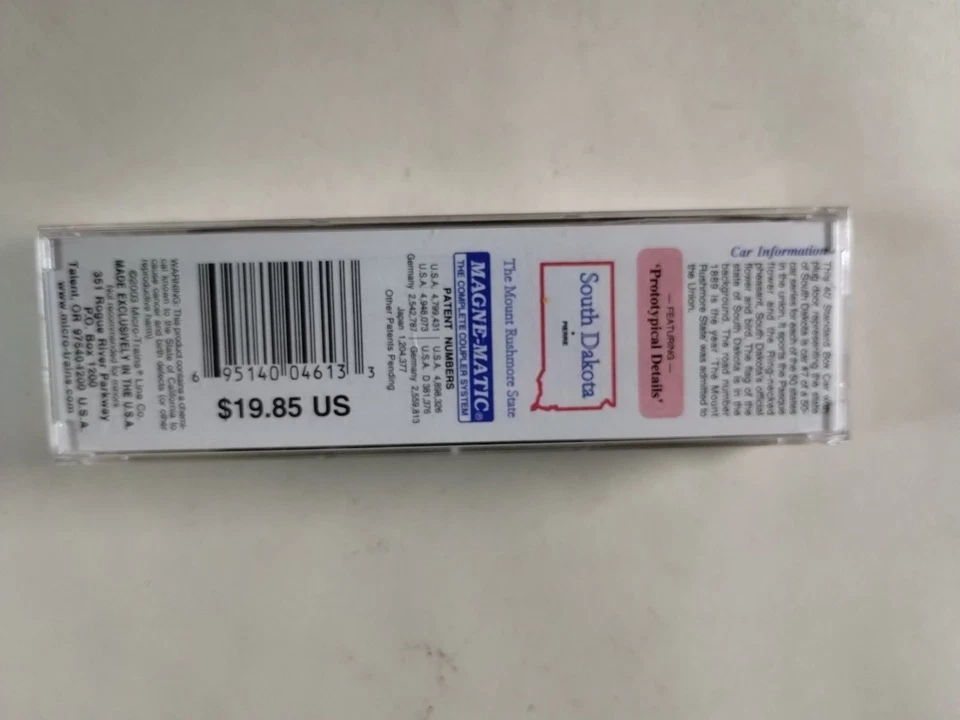 Car Information
This 40' Standard Box Car with
plug door representing the state
of South Dakota is car #7 of a 50-
car series for each of the 50 states
in the union. It sports the Pasque
flower and the Ring-necked
pheasant, South Dakota's official
flower and bird. The flag of the
state of South Dakota is in the
background. The road number
1889 is the year "The Mount
Rushmore State was admitted to
the Union.
— FEATURING —
'Prototypical Details'
South Dakota
PIERRE
The Mount Rushmore State
MAGNE-MATIC®
THE COMPLETE COUPLER SYSTEM
PATENT NUMBERS
U.S.A. 4,799,431 U.S.A. 4,896,326
U.S.A. 4,948,073 U.S.A. D 381,376
Germany 2,542,787 Germany 2,559,813
Japan 1,204,377
Other Patents Pending
0 95140 04613 3
$19.85 US
WARNING: This product contains a chemi-
cal known to the State of California to
cause cancer and birth defects (or other
reproductive harm).
©2003 Micro-Trains® Line Co.
MADE EXCLUSIVELY IN THE U.S.A.
Not recommended for minors
351 Rogue River Parkway
P.O. Box 1200
Talent, OR 97540-1200 U.S.A.
www.micro-trains.com